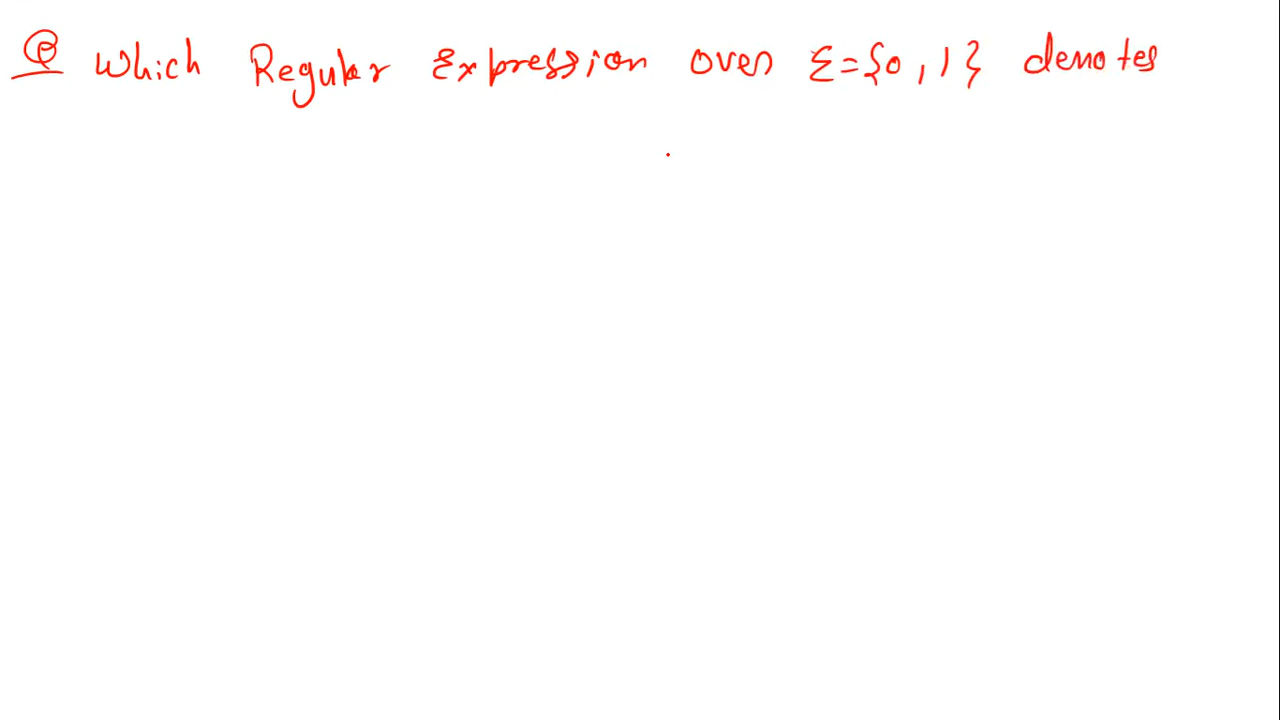 Q Which Regular Expression over Σ={0,1} denotes